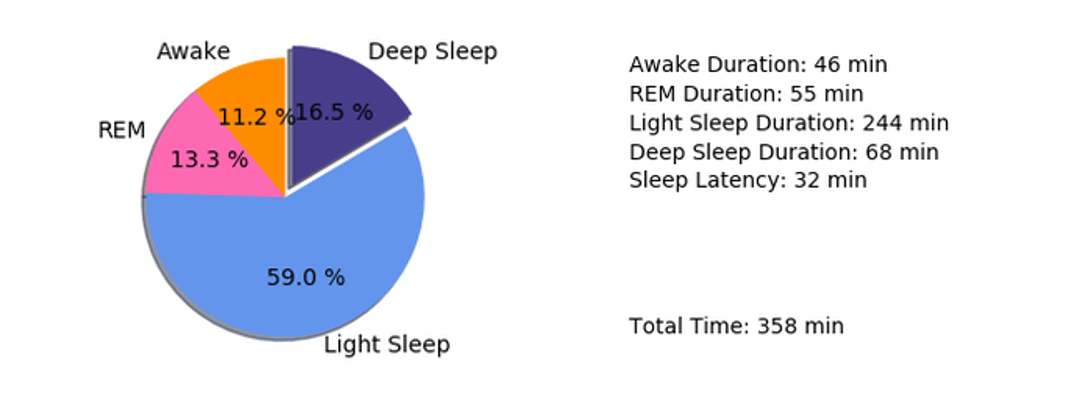 Awake
Deep Sleep
REM
11.2 %
16.5 %
13.3 %
59.0 %
Light Sleep
Awake Duration: 46 min
REM Duration: 55 min
Light Sleep Duration: 244 min
Deep Sleep Duration: 68 min
Sleep Latency: 32 min
Total Time: 358 min